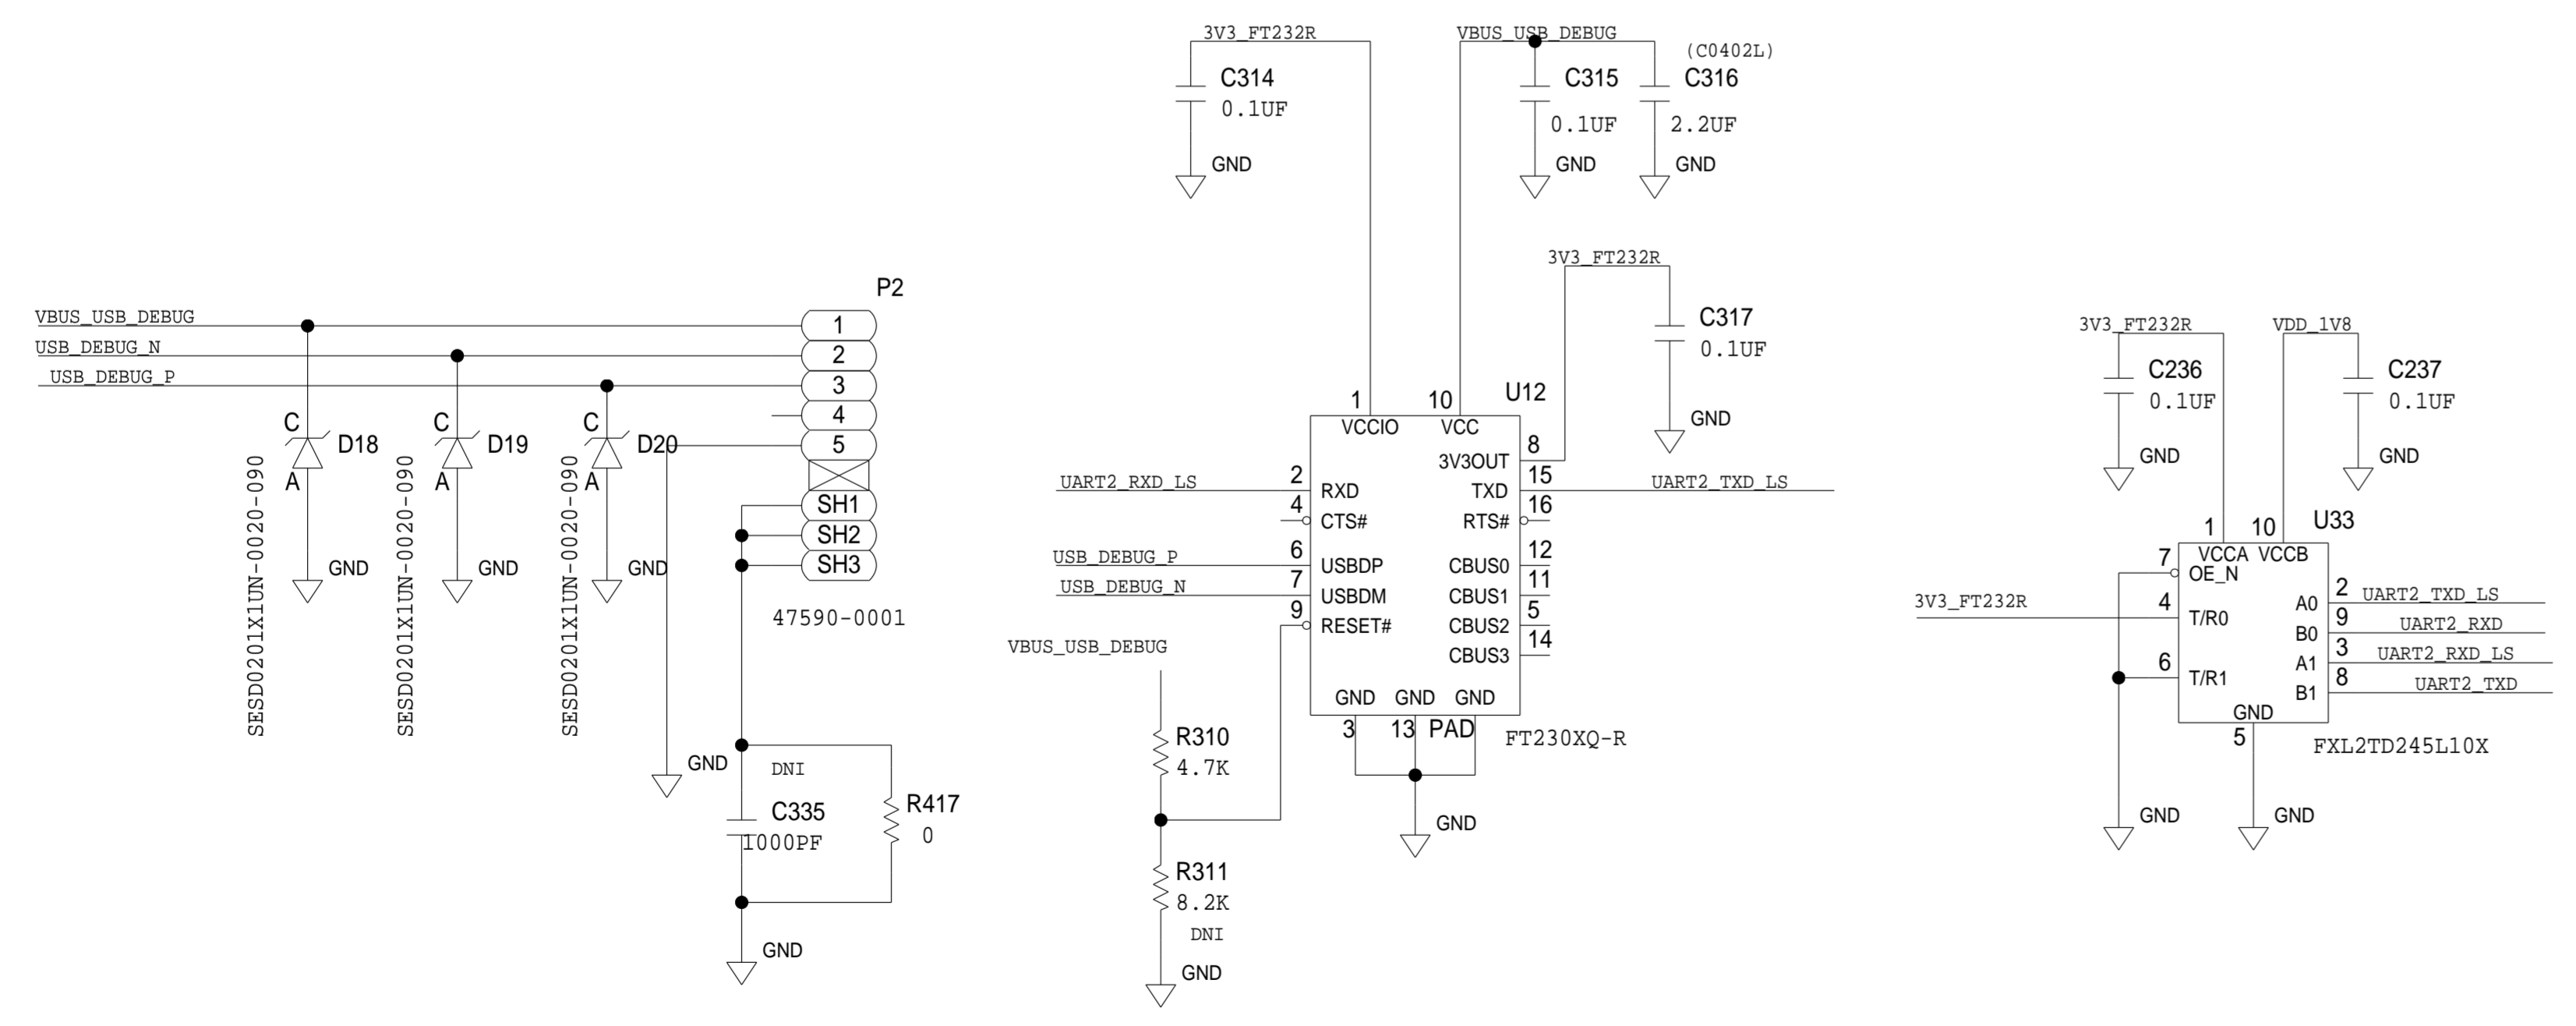 VBUS_USB_DEBUG
USB_DEBUG_N
USB_DEBUG_P
P2
1
2
3
4
5
SH1
SH2
SH3
47590-0001
C
D18
A
GND
SESD0201X1UN-0020-090
C
D19
A
GND
SESD0201X1UN-0020-090
C
D20
A
GND
SESD0201X1UN-0020-090
GND
DNI
C335
1000PF
R417
0
GND
3V3_FT232R
C314
0.1UF
GND
VBUS_USB_DEBUG
(C0402L)
C315
0.1UF
GND
C316
2.2UF
GND
3V3_FT232R
C317
0.1UF
GND
U12
1
10
VCCIO
VCC
8
3V3OUT
UART2_RXD_LS
2
RXD
TXD
15
UART2_TXD_LS
4
CTS#
RTS#
16
USB_DEBUG_P
6
USBDP
CBUS0
12
USB_DEBUG_N
7
USBDM
CBUS1
11
9
RESET#
CBUS2
5
CBUS3
14
GND
GND
GND
3
13
PAD
FT230XQ-R
GND
VBUS_USB_DEBUG
R310
4.7K
R311
8.2K
DNI
GND
3V3_FT232R
C236
0.1UF
GND
VDD_1V8
C237
0.1UF
GND
U33
1
10
VCCA
VCCB
7
OE_N
3V3_FT232R
4
T/R0
6
T/R1
A0
2
UART2_TXD_LS
B0
9
UART2_RXD
A1
3
UART2_RXD_LS
B1
8
UART2_TXD
GND
5
FXL2TD245L10X
GND
GND